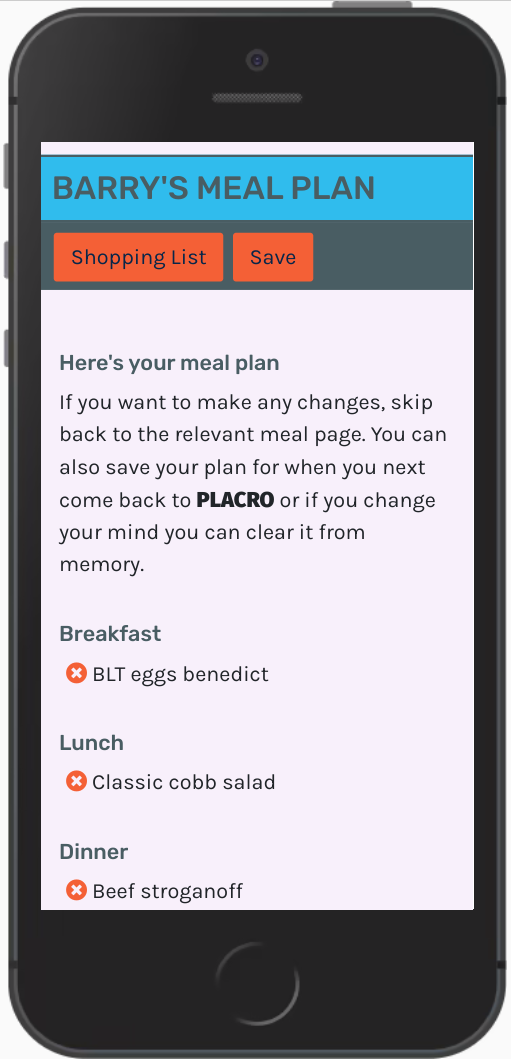 BARRY'S MEAL PLAN
Shopping List Save
Here's your meal plan
If you want to make any changes, skip
back to the relevant meal page. You can
also save your plan for when you next
come back to PLACRO or if you change
your mind you can clear it from
memory.
Breakfast
BLT eggs benedict
Lunch
Classic cobb salad
Dinner
Beef stroganoff